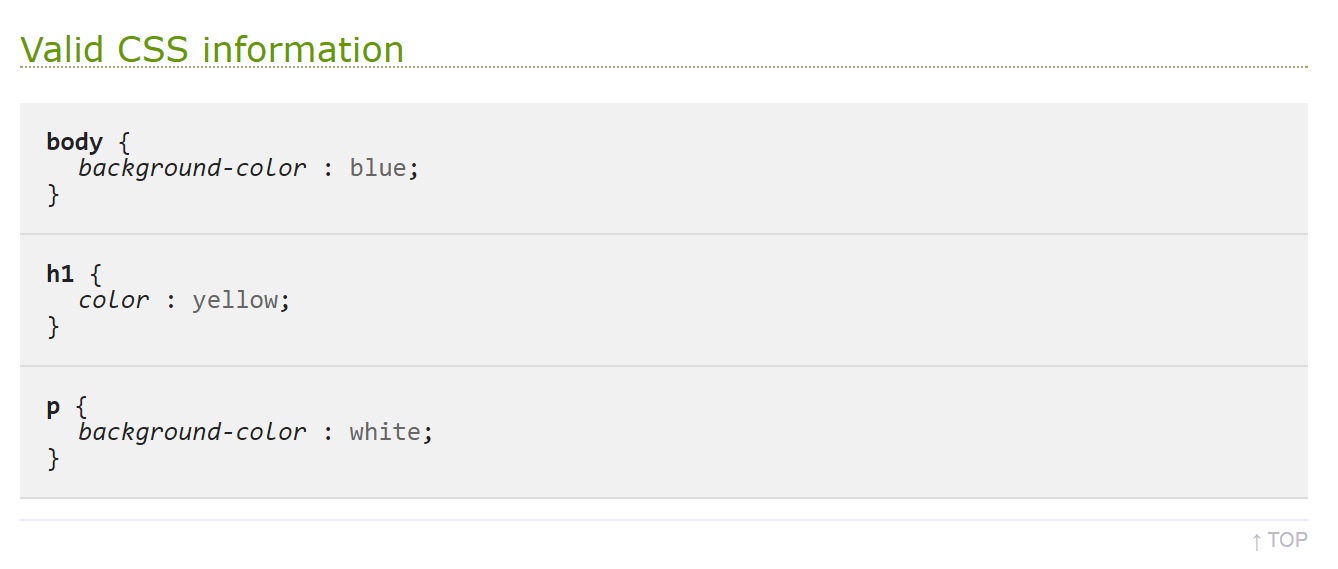 Valid CSS information
body {
background-color : blue;
}
h1 {
color : yellow;
}
p {
background-color : white;
}
↑ TOP